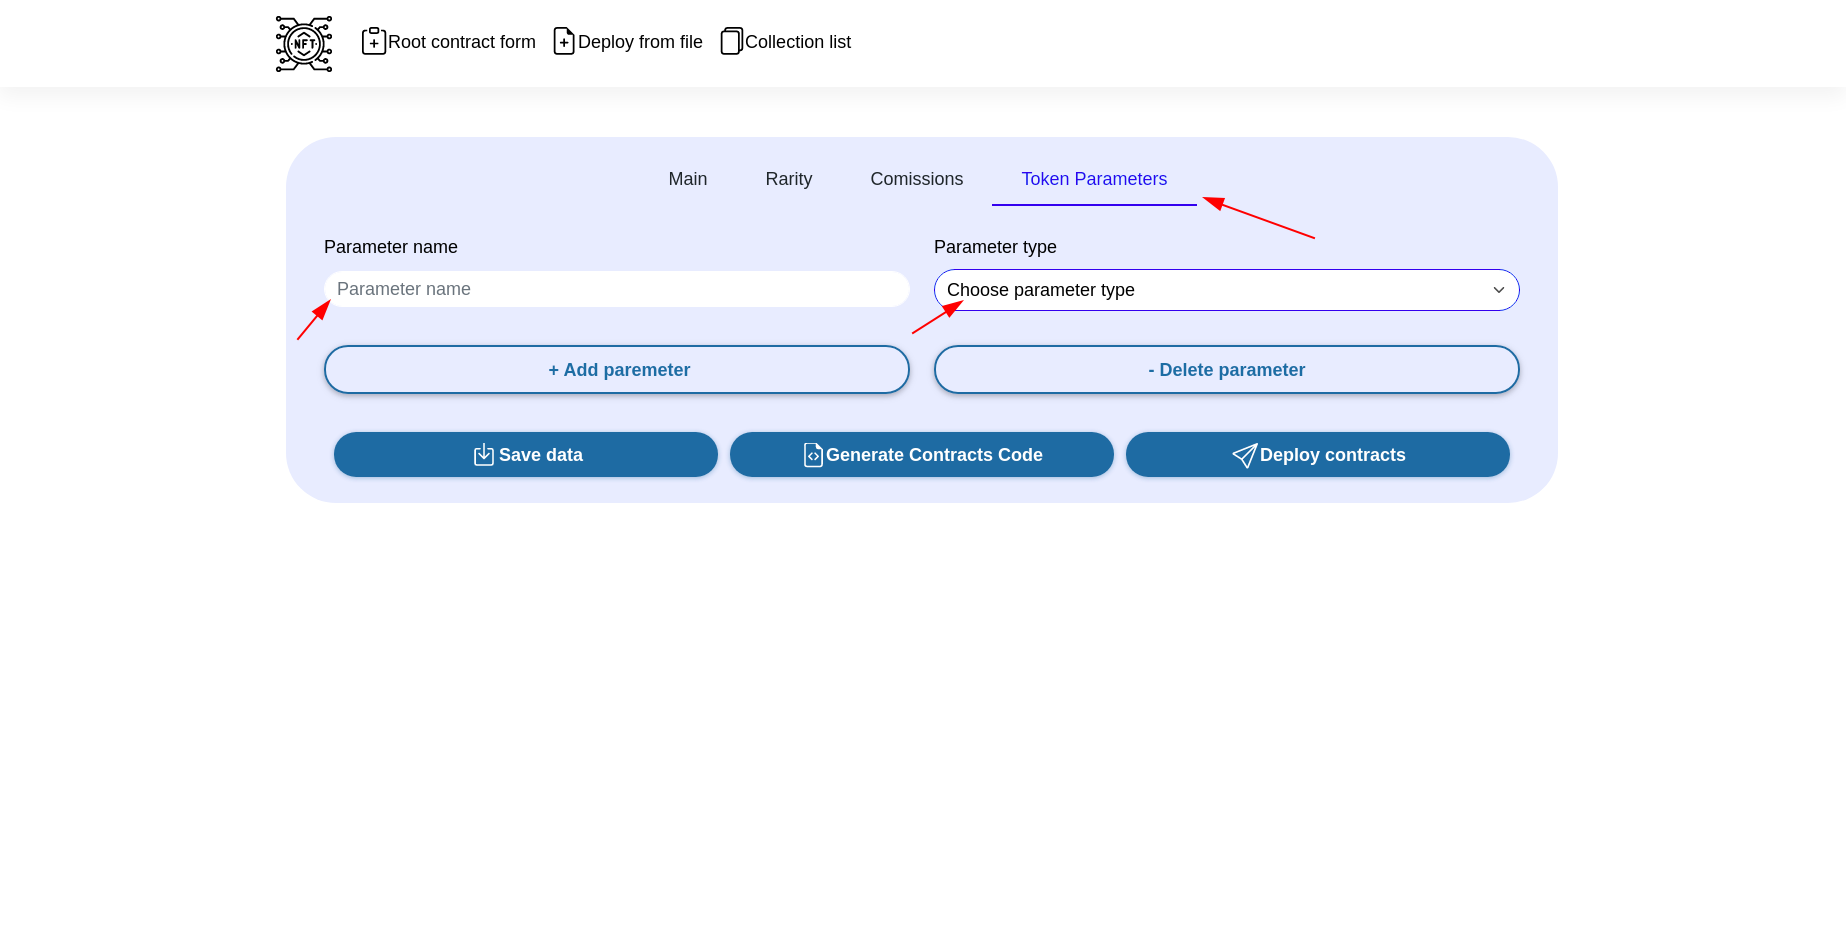 NFT
Root contract form
Deploy from file
Collection list
Main
Rarity
Comissions
Token Parameters
Parameter name
Parameter type
Parameter name
Choose parameter type
+ Add paremeter
- Delete parameter
Save data
Generate Contracts Code
Deploy contracts